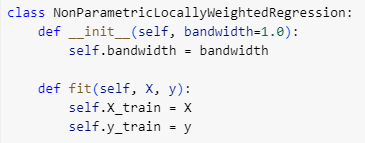 class NonParametricLocallyWeightedRegression:
    def __init__(self, bandwidth=1.0):
        self.bandwidth = bandwidth

    def fit(self, X, y):
        self.X_train = X
        self.y_train = y